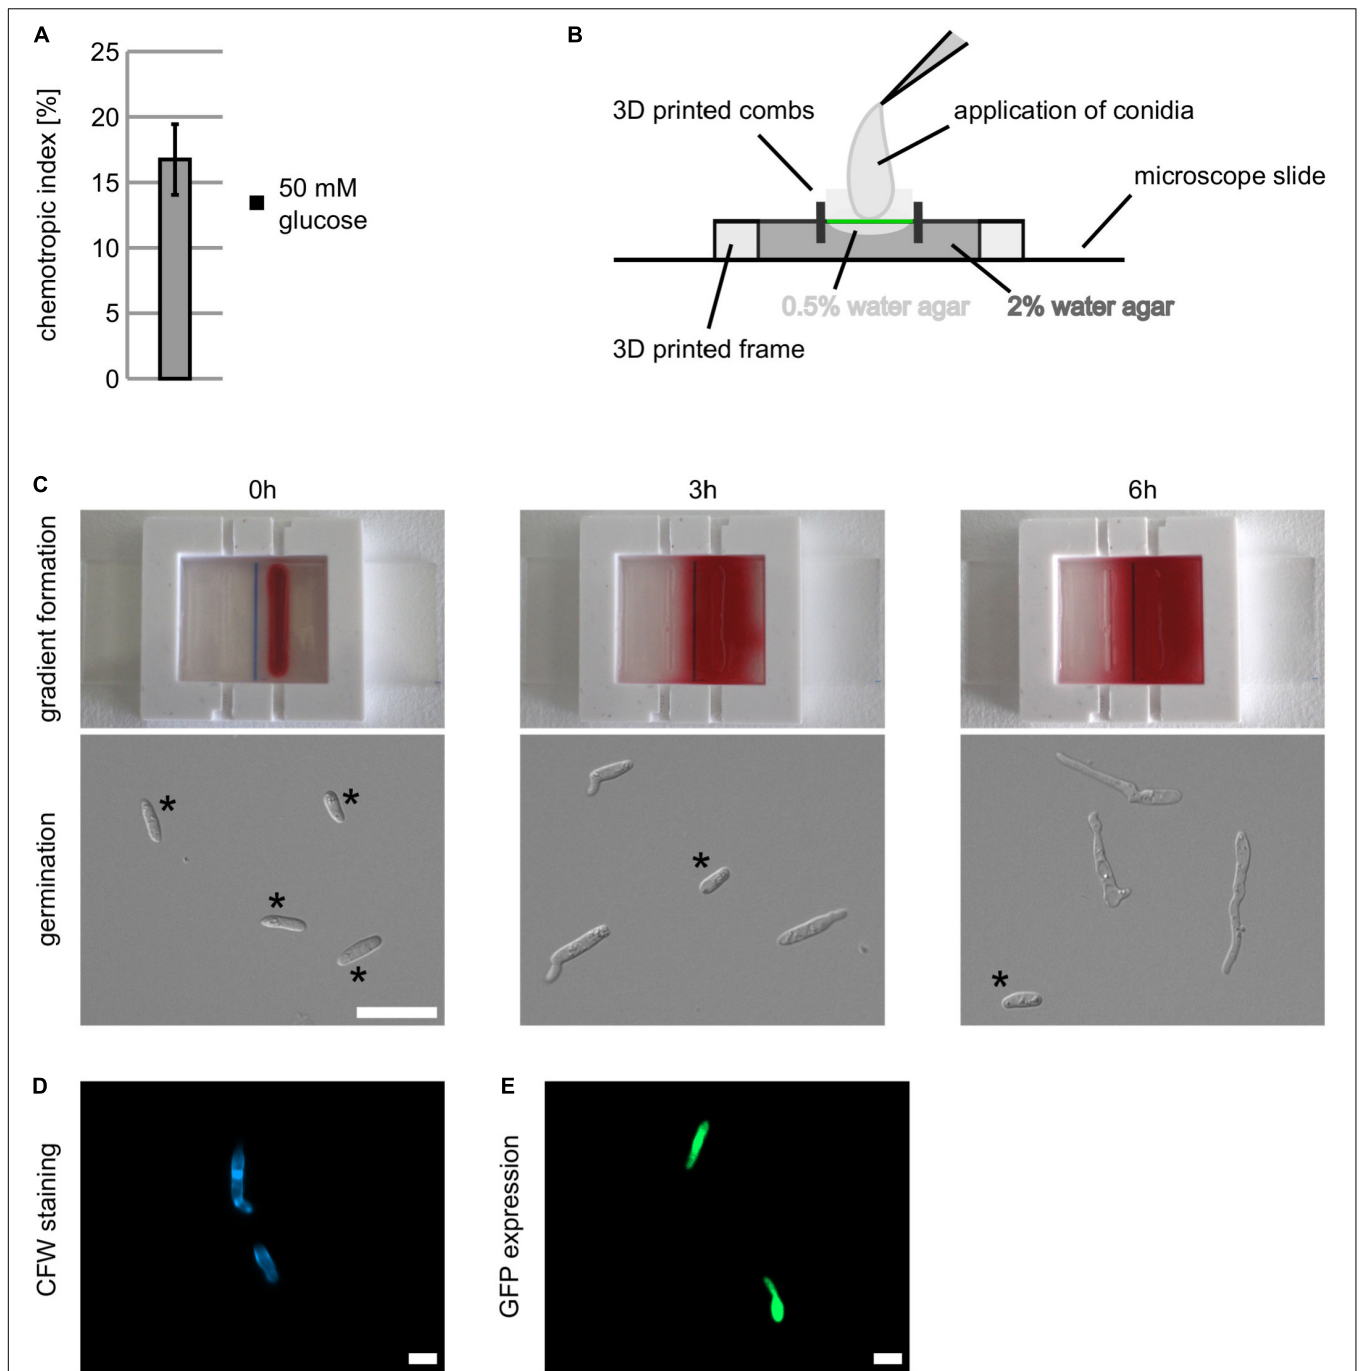 A
25
20
15
10
5
0
chemotropic index [%]
50 mM
glucose
B
3D printed combs
application of conidia
microscope slide
0.5% water agar
2% water agar
3D printed frame
C
0h
3h
6h
gradient formation
*
*
*
*
*
*
germination
D
CFW staining
E
GFP expression